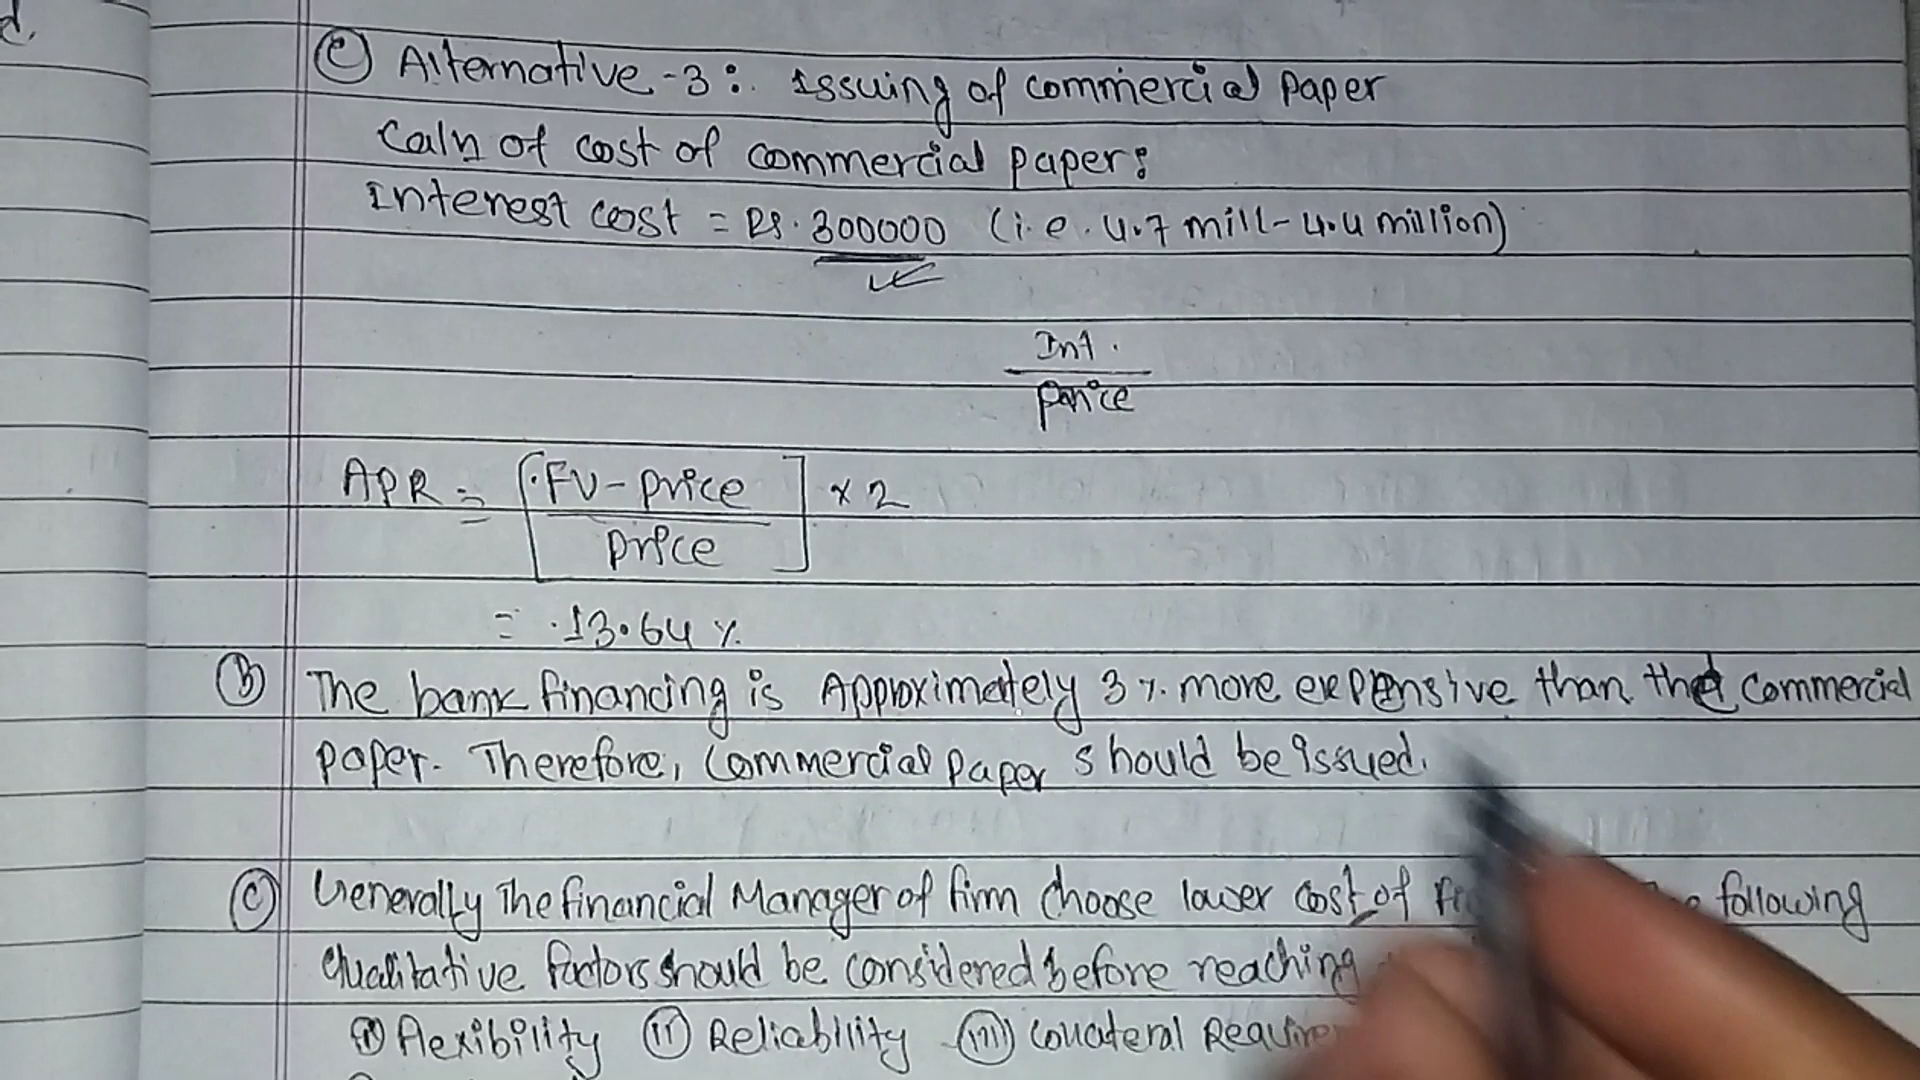 d.
(C) Alternative-3: Issuing of commercial paper
Caln of cost of commercial paper:
Interest cost = Rs. 300000 (i.e. 4.7 mill-4.4 million)
Int.
Price
APR = [FV-price / price] × 2
= 13.64%
(b) The bank financing is Approximately 3% more expensive than the commercial
paper. Therefore, commercial paper should be issued.
(C) Generally The financial Manager of firm choose lower cost of following
qualitative factors should be considered before reaching
(i) flexibility (ii) Reliability (iii)